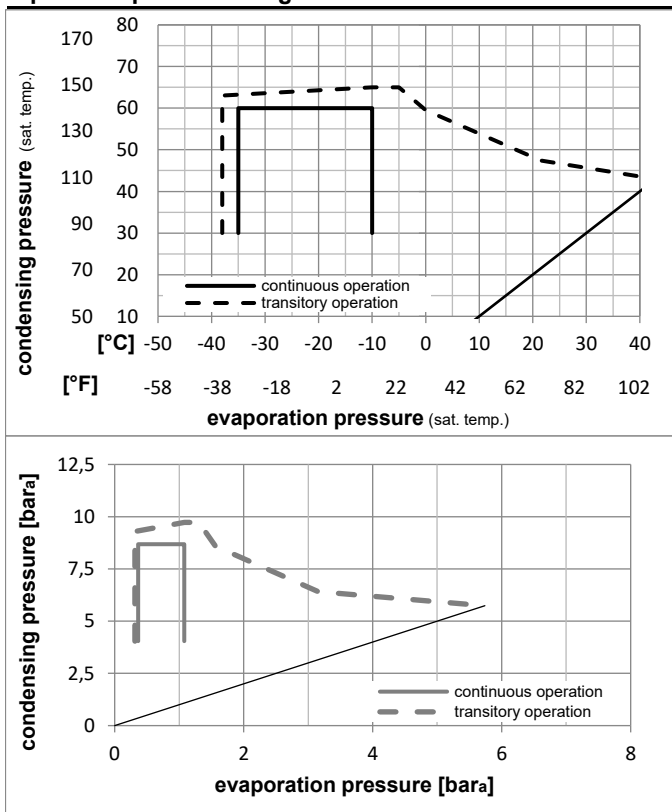 170 80
150 70
130 60
50
110 40
90 30
70 20
50 10
condensing pressure (sat. temp.)
continuous operation
transitory operation
[°C] -50 -40 -30 -20 -10 0 10 20 30 40
[°F] -58 -38 -18 2 22 42 62 82 102
evaporation pressure (sat. temp.)
12,5
10
7,5
5
2,5
0
condensing pressure [bara]
continuous operation
transitory operation
0 2 4 6 8
evaporation pressure [bara]